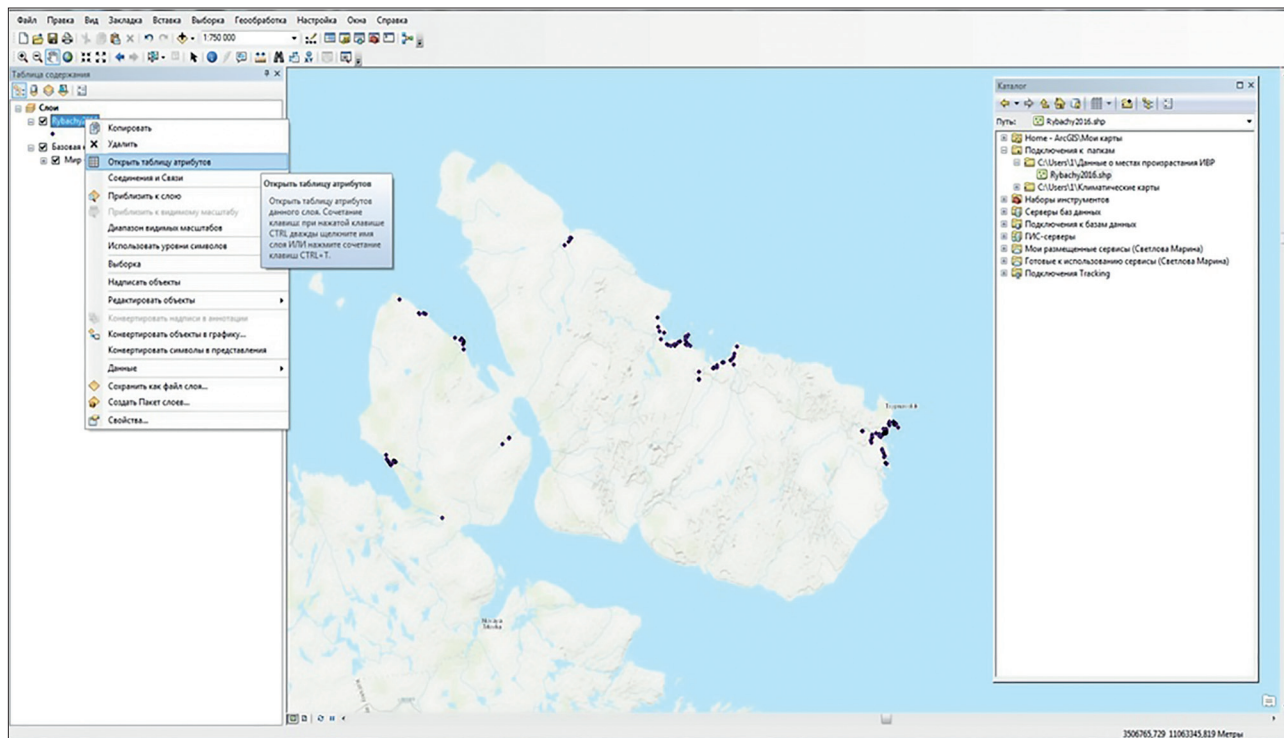 Файл Правка Вид Закладка Вставка Выборка Геообработка Настройка Окна Справка
1:750 000
Таблица содержания
Слои
Rybachy2016
Базовая
Мир
Копировать
Удалить
Открыть таблицу атрибутов
Соединения и Связи
Приблизить к слою
Приблизить к видимому масштабу
Диапазон видимых масштабов
Использовать уровни символов
Выборка
Надписать объекты
Редактировать объекты
Конвертировать надписи в аннотации
Конвертировать объекты в графику...
Конвертировать символы в представления
Данные
Сохранить как файл слоя...
Создать Пакет слоев...
Свойства...
Открыть таблицу атрибутов
Открыть таблицу атрибутов
данного слоя. Сочетание
клавиш: при нажатой клавише
CTRL дважды щелкните имя
слоя ИЛИ нажмите сочетание
клавиш CTRL+T.
Каталог
Путь: Rybachy2016.shp
Home - ArcGIS\Мои карты
Подключения к папкам
C:\Users\1\Данные о местах произрастания ИВР
Rybachy2016.shp
C:\Users\1\Климатические карты
Наборы инструментов
Серверы баз данных
Подключения к базам данных
ГИС-серверы
Мои размещенные сервисы (Светлова Марина)
Готовые к использованию сервисы (Светлова Марина)
Подключения Tracking
3506765,729 11063345,819 Метры